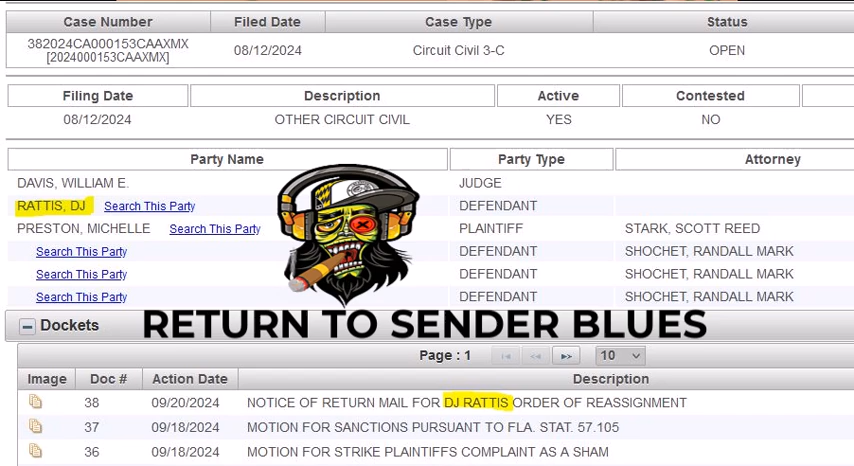 Case Number Filed Date Case Type Status
382024CA000153CAAXMX 08/12/2024 Circuit Civil 3-C OPEN
[2024000153CAAXMX]
Filing Date Description Active Contested
08/12/2024 OTHER CIRCUIT CIVIL YES NO
Party Name Party Type Attorney
DAVIS, WILLIAM E. JUDGE
RATTIS, DJ Search This Party DEFENDANT
PRESTON, MICHELLE Search This Party PLAINTIFF STARK, SCOTT REED
Search This Party DEFENDANT SHOCHET, RANDALL MARK
Search This Party DEFENDANT SHOCHET, RANDALL MARK
Search This Party DEFENDANT SHOCHET, RANDALL MARK
Dockets RETURN TO SENDER BLUES
Page : 1 10
Image Doc # Action Date Description
38 09/20/2024 NOTICE OF RETURN MAIL FOR DJ RATTIS ORDER OF REASSIGNMENT
37 09/18/2024 MOTION FOR SANCTIONS PURSUANT TO FLA. STAT. 57.105
36 09/18/2024 MOTION FOR STRIKE PLAINTIFFS COMPLAINT AS A SHAM